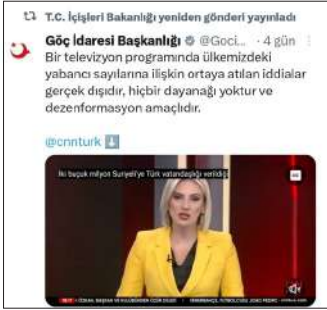 T.C. İçişleri Bakanlığı yeniden gönderi yayınladı
Göç İdaresi Başkanlığı @Goci... · 4 gün
Bir televizyon programında ülkemizdeki
yabancı sayılarına ilişkin ortaya atılan iddialar
gerçek dışıdır, hiçbir dayanağı yoktur ve
dezenformasyon amaçlıdır.
@cnnturk
İki buçuk milyon Suriyeli'ye Türk vatandaşlığı verildiği